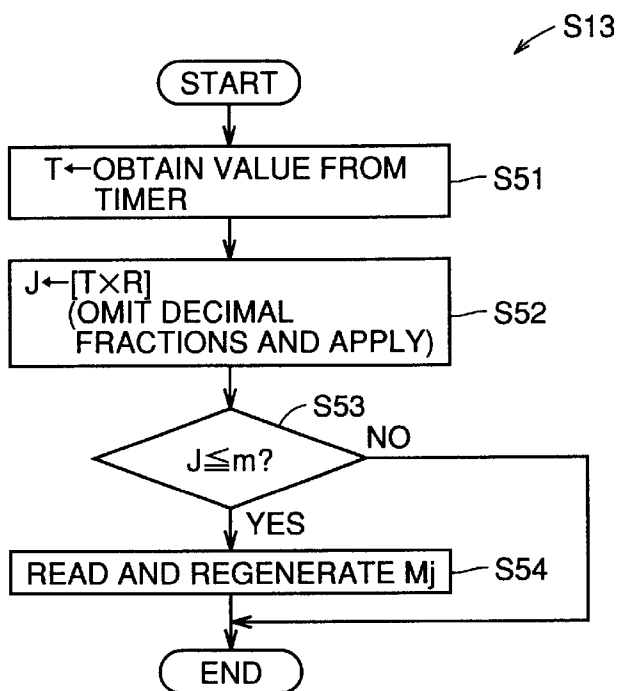 S13
START
T←OBTAIN VALUE FROM
TIMER
S51
J←[T×R]
(OMIT DECIMAL
FRACTIONS AND APPLY)
S52
S53
J≦m?
NO
YES
READ AND REGENERATE Mj
S54
END